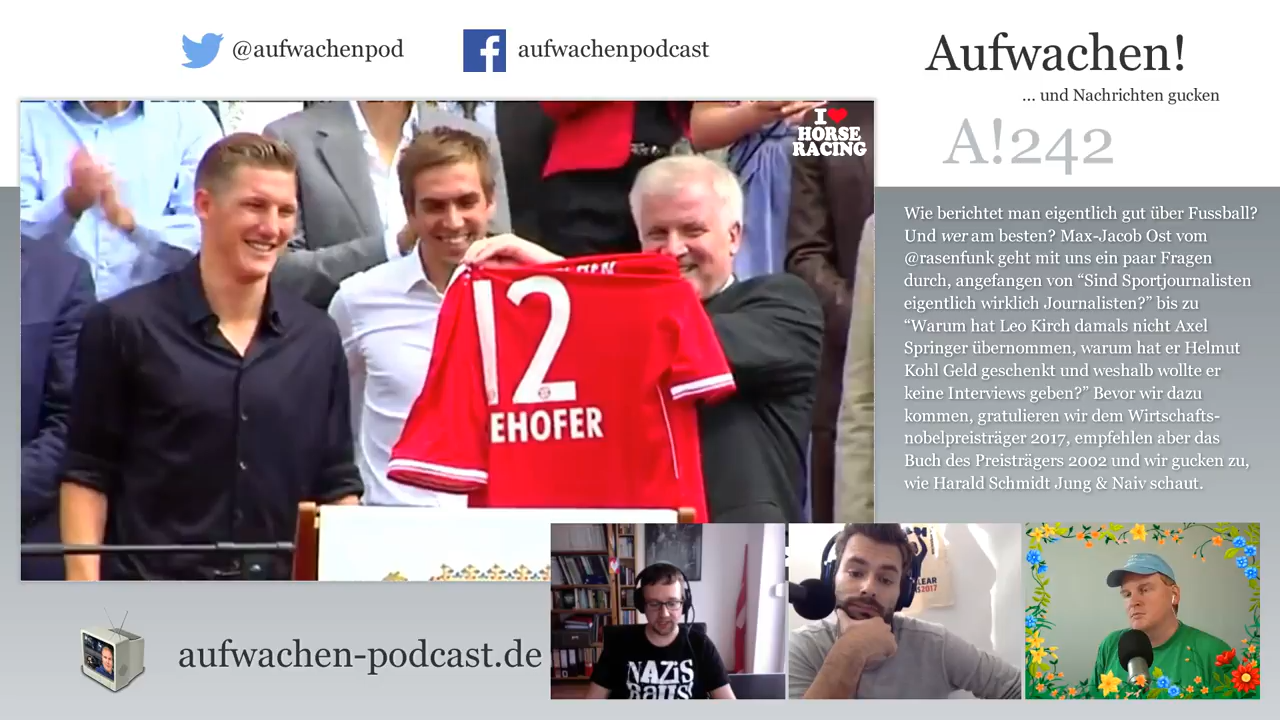 @aufwachenpod
aufwachenpodcast
Aufwachen!
... und Nachrichten gucken
A!242
I
HORSE
RACING
Wie berichtet man eigentlich gut über Fussball?
Und wer am besten? Max-Jacob Ost vom
@rasenfunk geht mit uns ein paar Fragen
durch, angefangen von “Sind Sportjournalisten
eigentlich wirklich Journalisten?” bis zu
“Warum hat Leo Kirch damals nicht Axel
Springer übernommen, warum hat er Helmut
Kohl Geld geschenkt und weshalb wollte er
keine Interviews geben?” Bevor wir dazu
kommen, gratulieren wir dem Wirtschafts-
nobelpreisträger 2017, empfehlen aber das
Buch des Preisträgers 2002 und wir gucken zu,
wie Harald Schmidt Jung & Naiv schaut.
12
EHOFER
NAZIS
RAUS
2017
aufwachen-podcast.de